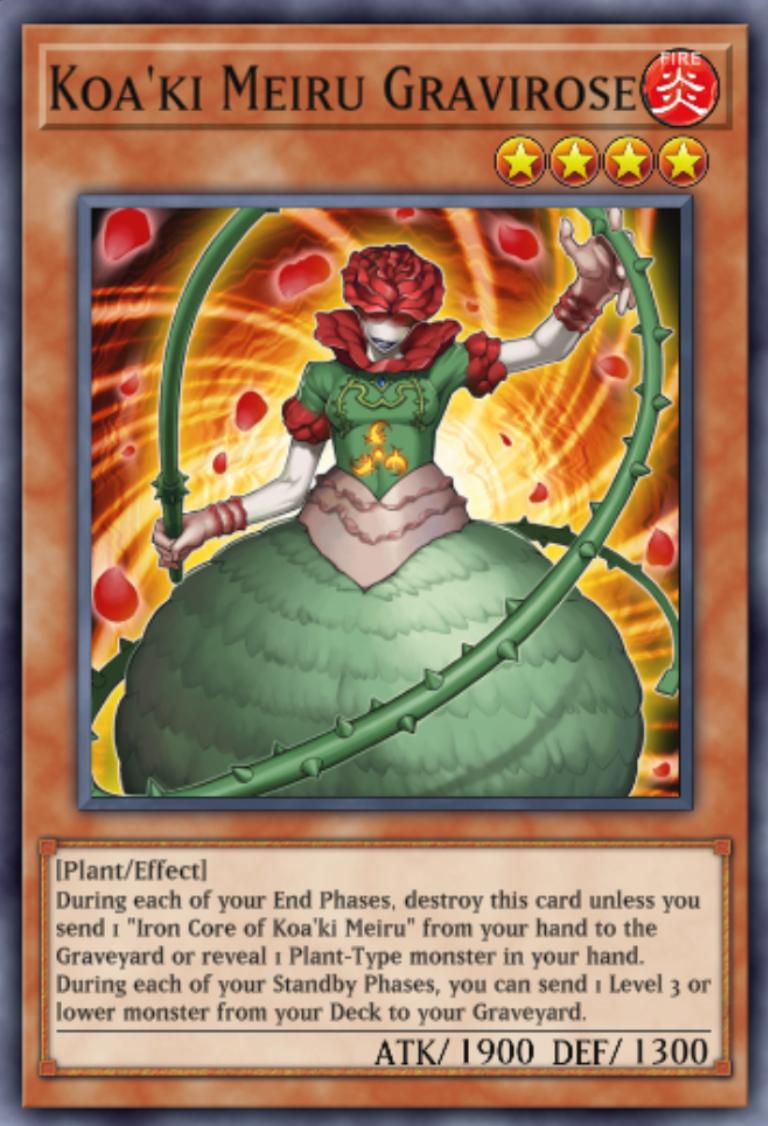 Koa'ki Meiru Gravirose
FIRE
炎
[Plant/Effect]
During each of your End Phases, destroy this card unless you
send 1 "Iron Core of Koa'ki Meiru" from your hand to the
Graveyard or reveal 1 Plant-Type monster in your hand.
During each of your Standby Phases, you can send 1 Level 3 or
lower monster from your Deck to your Graveyard.
ATK/ 1900 DEF/ 1300